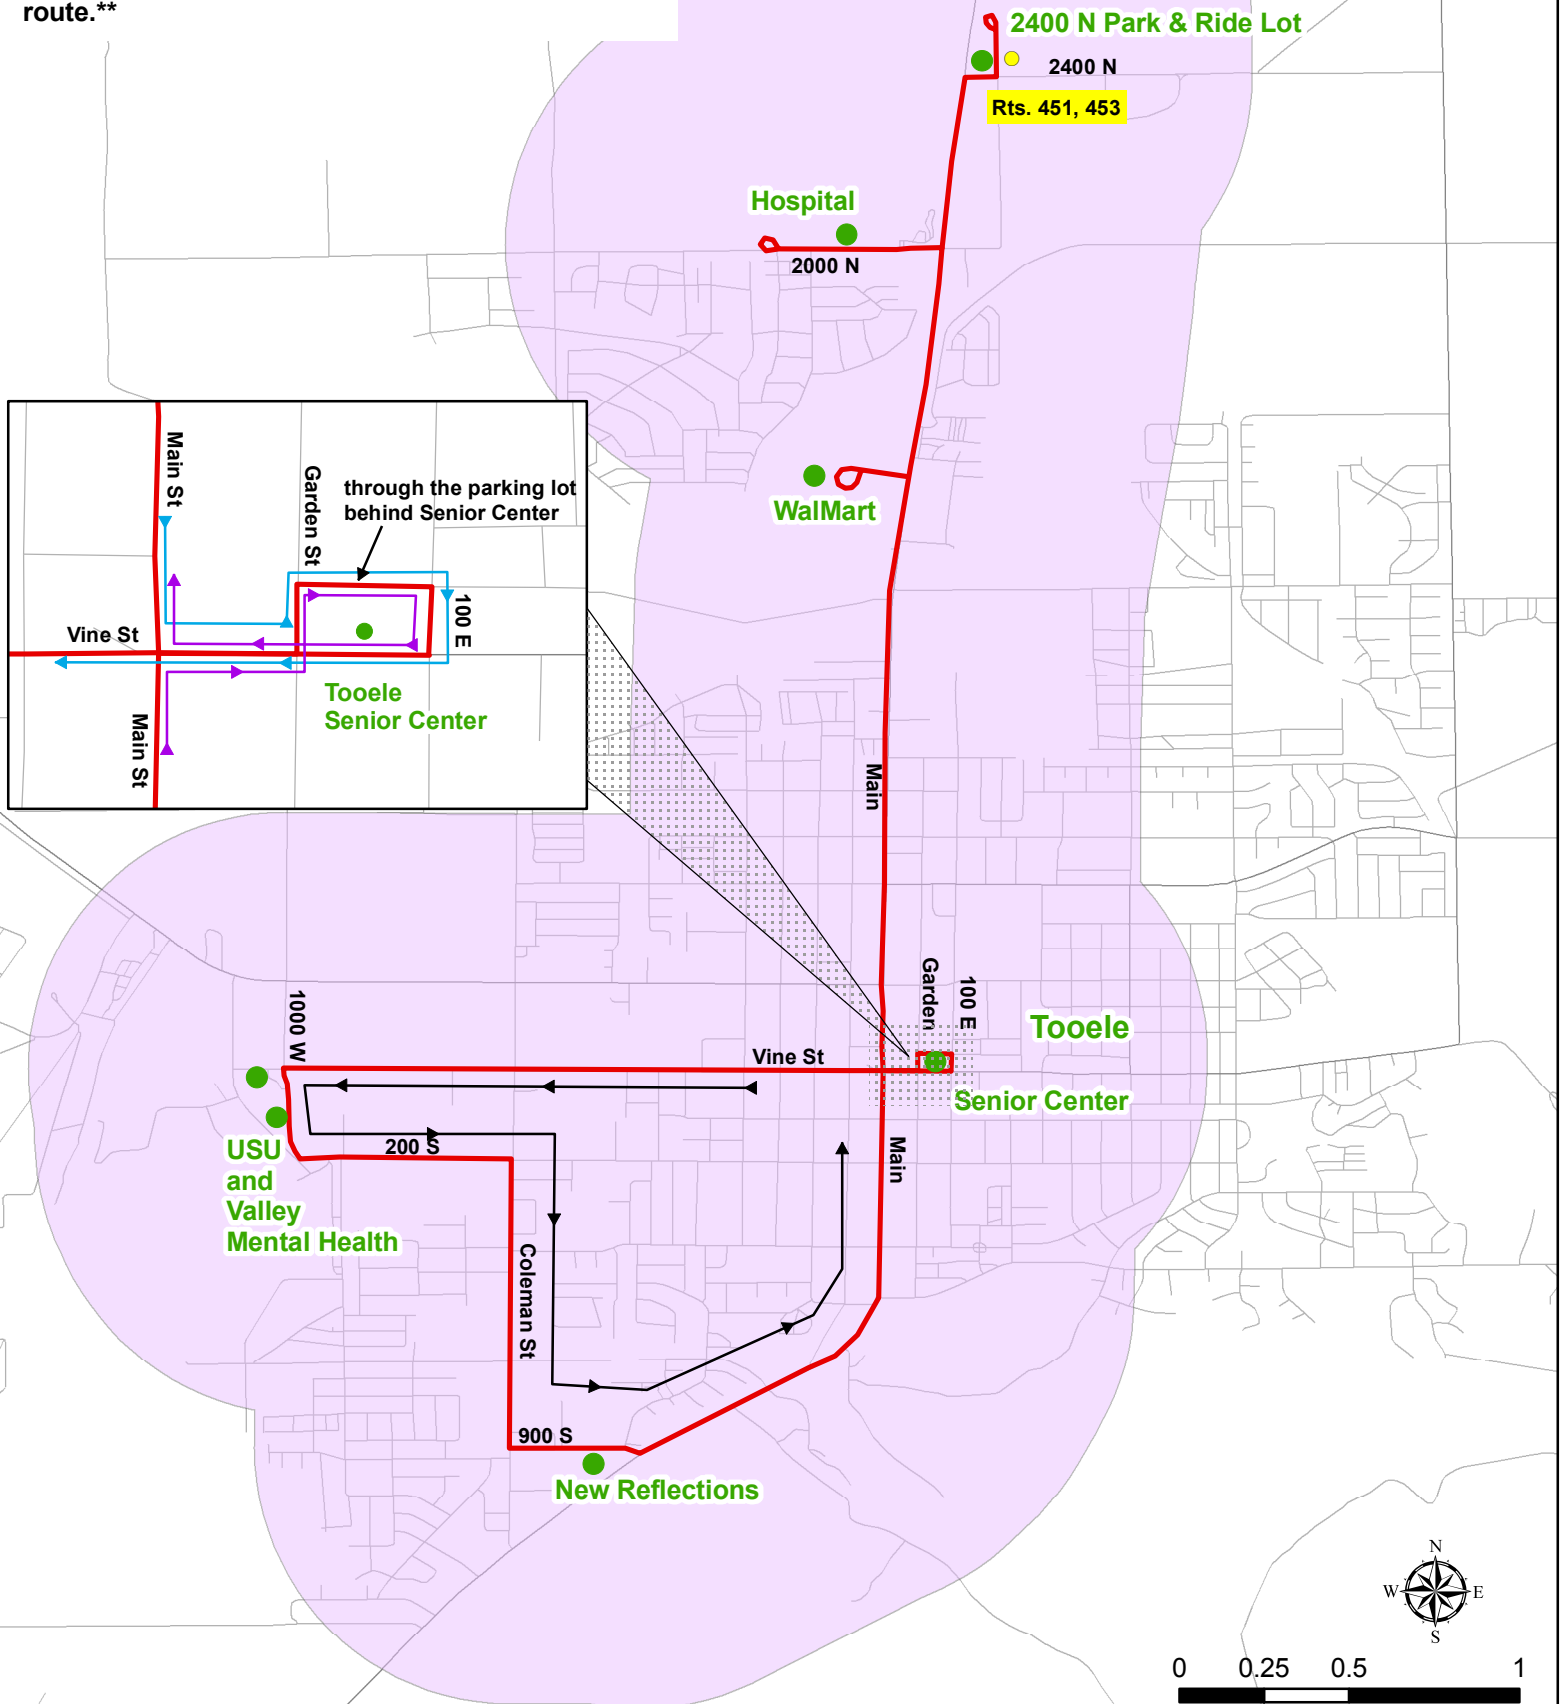 route.**
2400 N Park & Ride Lot
2400 N
Rts. 451, 453
Hospital
2000 N
WalMart
Main St
Garden St
through the parking lot
behind Senior Center
100 E
Vine St
Tooele
Senior Center
Main St
Main
Garden
100 E
Tooele
1000 W
Vine St
Senior Center
Main
200 S
USU
and
Valley
Mental Health
Coleman St
900 S
New Reflections
N
W
E
S
0 0.25 0.5 1